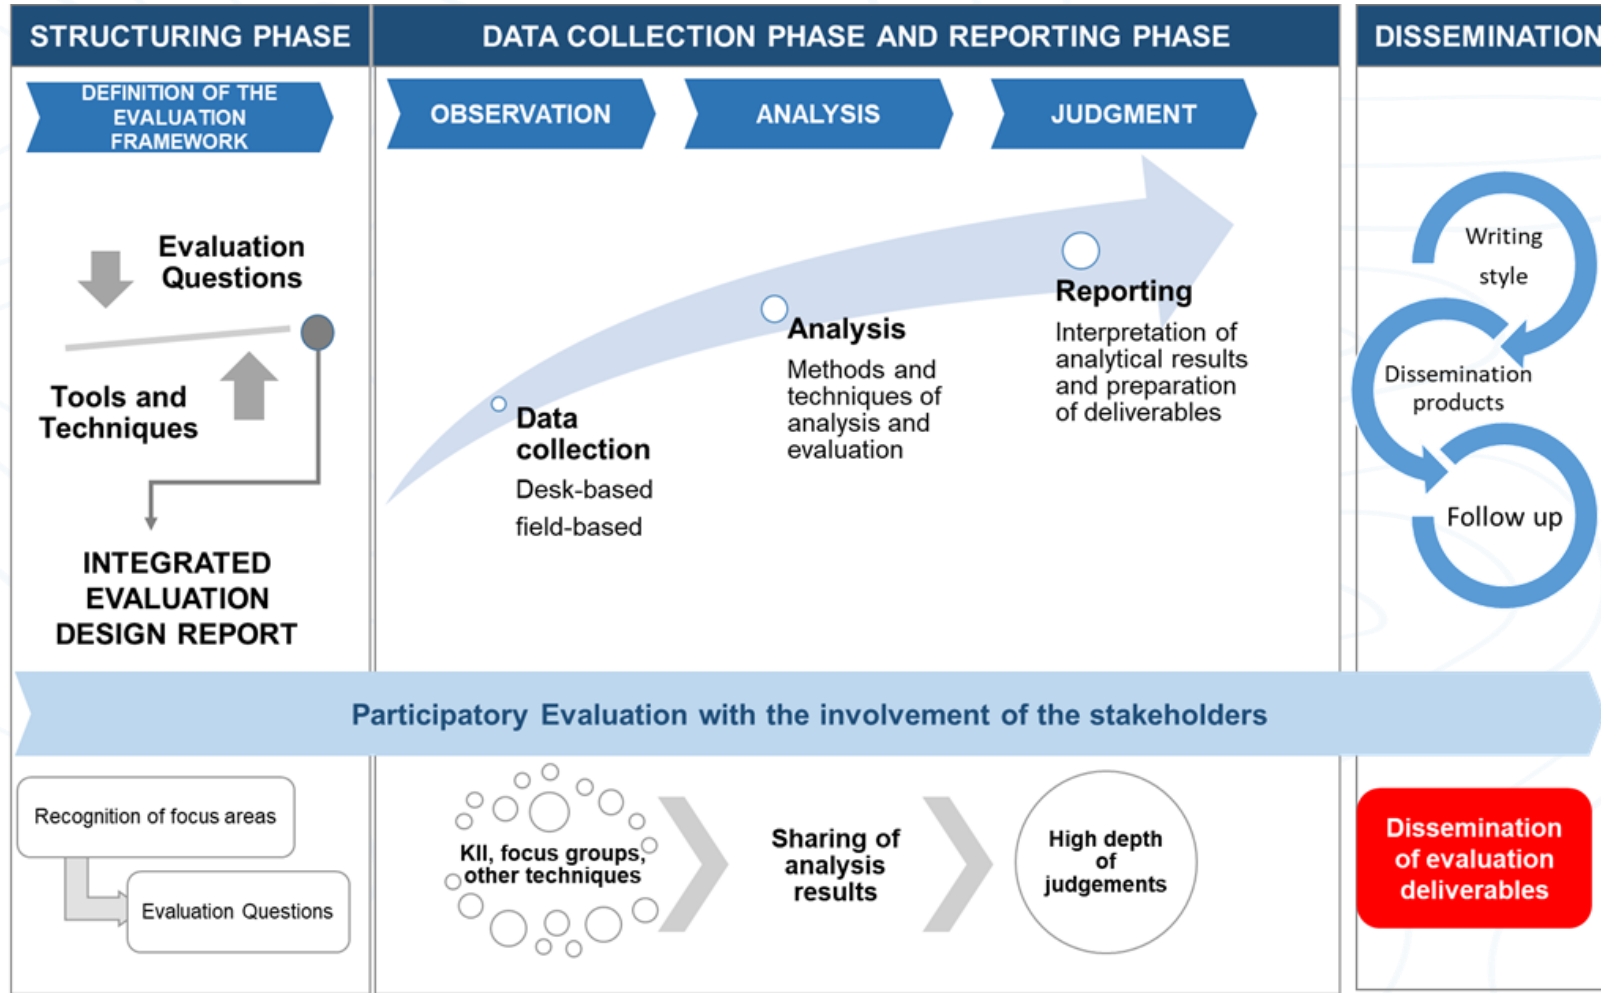 STRUCTURING PHASE
DEFINITION OF THE
EVALUATION
FRAMEWORK
Evaluation
Questions
Tools and
Techniques
INTEGRATED
EVALUATION
DESIGN REPORT
DATA COLLECTION PHASE AND REPORTING PHASE
OBSERVATION
ANALYSIS
JUDGMENT
Data
collection
Desk-based
field-based
Analysis
Methods and
techniques of
analysis and
evaluation
Reporting
Interpretation of
analytical results
and preparation
of deliverables
DISSEMINATION
Writing
style
Dissemination
products
Follow up
Participatory Evaluation with the involvement of the stakeholders
Recognition of focus areas
Evaluation Questions
KII, focus groups,
other techniques
Sharing of
analysis
results
High depth
of
judgements
Dissemination
of evaluation
deliverables